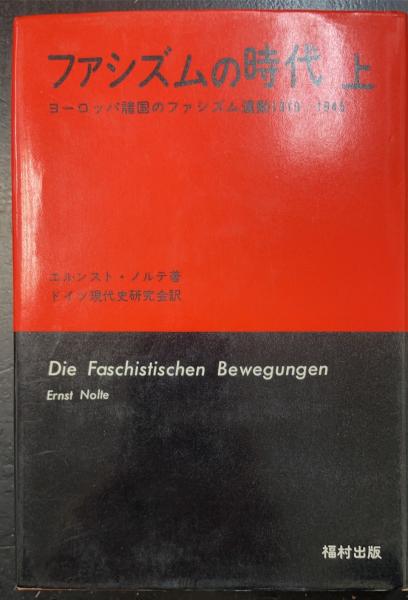 ファシズムの時代 上
ヨーロッパ諸国のファシズム運動1919-1945
エルンスト・ノルテ著
ドイツ現代史研究会訳
Die Faschistischen Bewegungen
Ernst Nolte
福村出版